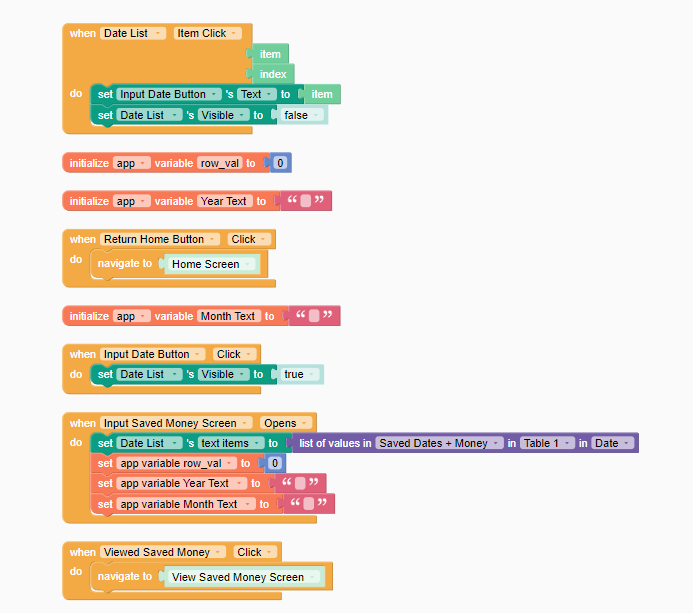 when Date List Item Click
item
index
do set Input Date Button 's Text to item
set Date List 's Visible to false
initialize app variable row_val to 0
initialize app variable Year Text to “ ”
when Return Home Button Click
do navigate to Home Screen
initialize app variable Month Text to “ ”
when Input Date Button Click
do set Date List 's Visible to true
when Input Saved Money Screen Opens
do set Date List 's text items to list of values in Saved Dates + Money in Table 1 in Date
set app variable row_val to 0
set app variable Year Text to “ ”
set app variable Month Text to “ ”
when Viewed Saved Money Click
do navigate to View Saved Money Screen